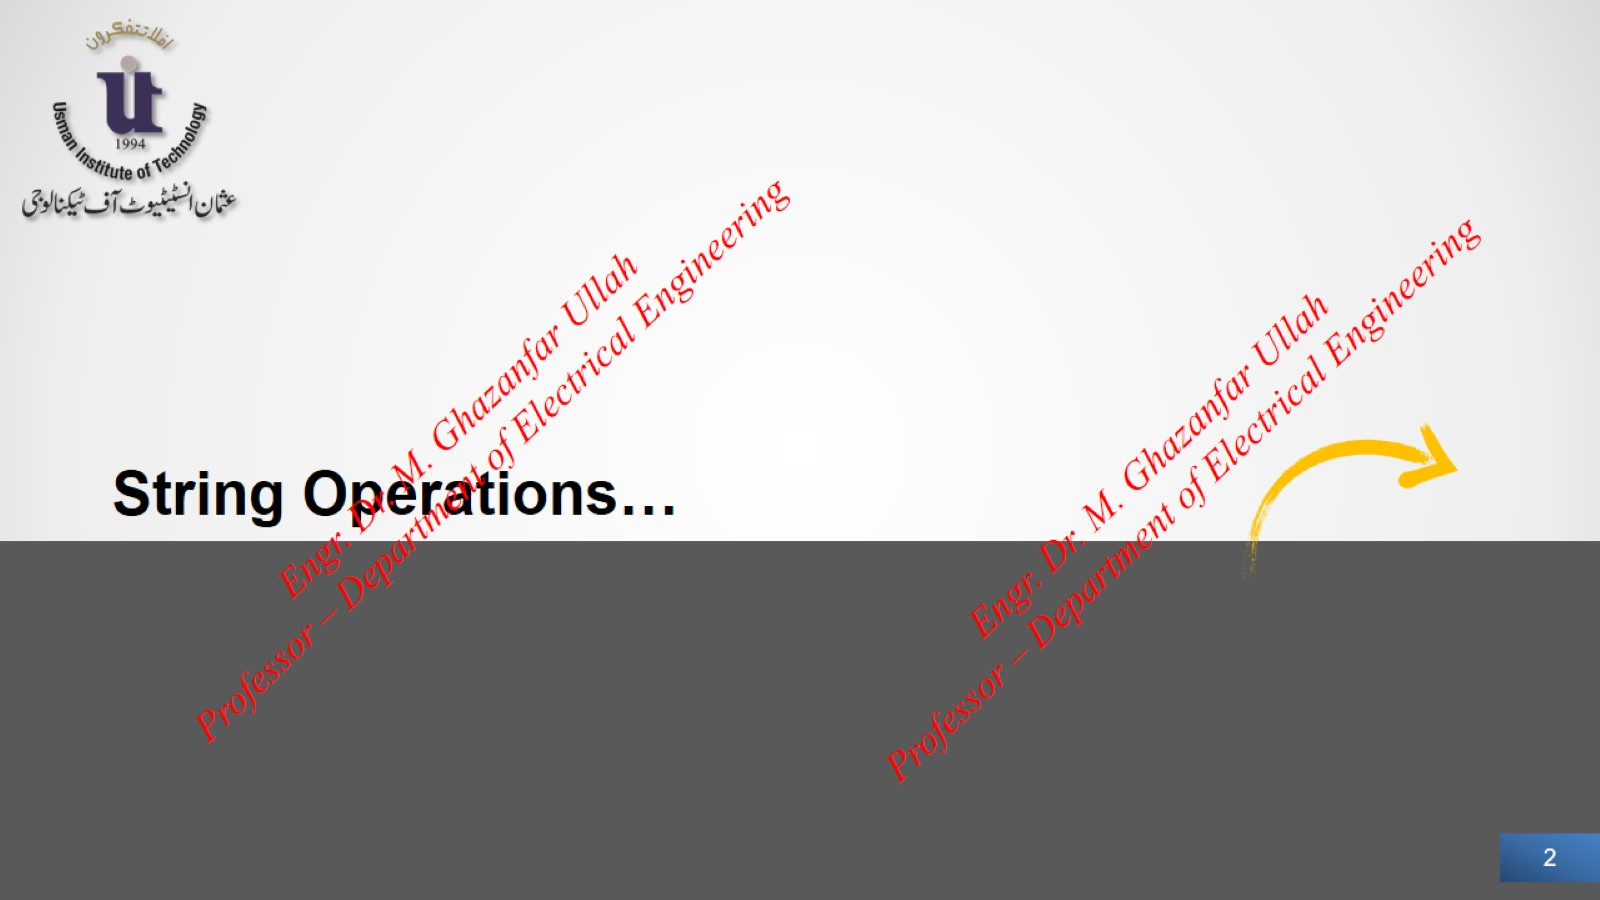 افلا تتفکرون
uit
1994
Usman Institute of Technology
عثمان انسٹیٹیوٹ آف ٹیکنالوجی
Engr. Dr. M. Ghazanfar Ullah
Professor – Department of Electrical Engineering
Engr. Dr. M. Ghazanfar Ullah
Professor – Department of Electrical Engineering
String Operations…
2